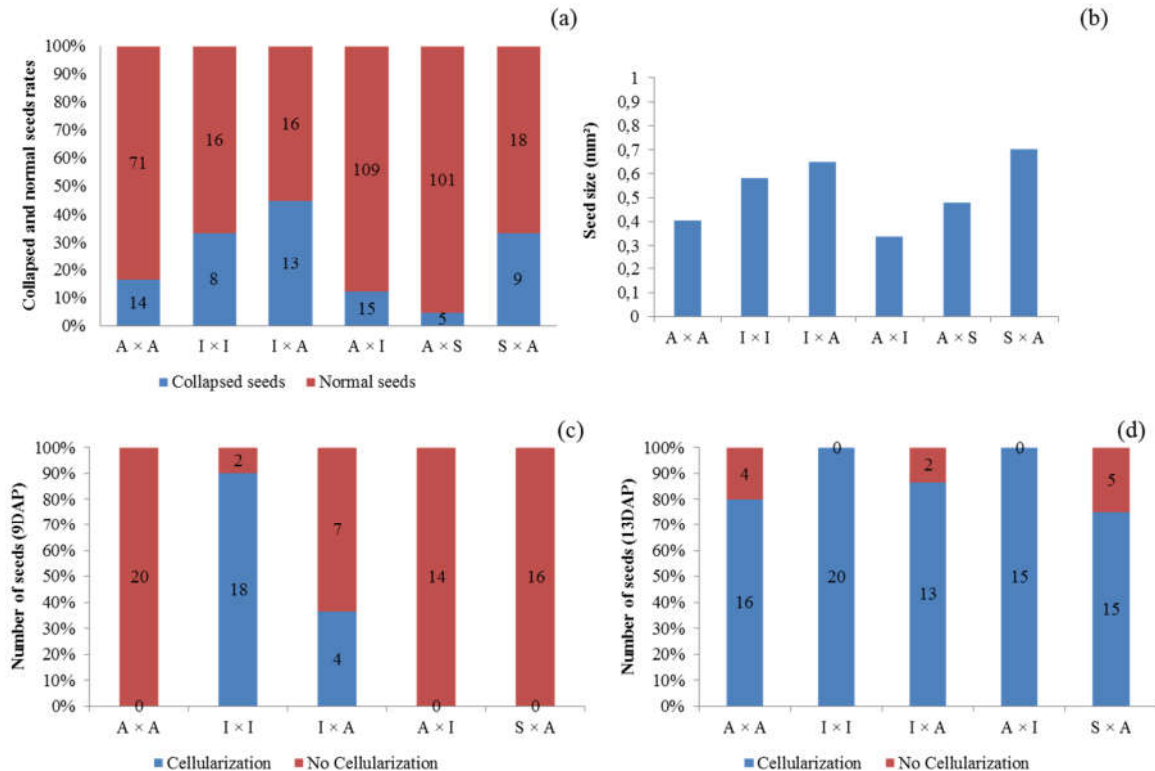 (a)
Collapsed and normal seeds rates
100%
90%
80%
70%
60%
50%
40%
30%
20%
10%
0%
71
16
16
109
101
18
14
8
13
15
5
9
A × A
I × I
I × A
A × I
A × S
S × A
Collapsed seeds
Normal seeds
(b)
Seed size (mm²)
1
0,9
0,8
0,7
0,6
0,5
0,4
0,3
0,2
0,1
0
A × A
I × I
I × A
A × I
A × S
S × A
(c)
Number of seeds (9DAP)
100%
90%
80%
70%
60%
50%
40%
30%
20%
10%
0%
2
7
20
18
14
16
4
0
0
0
A × A
I × I
I × A
A × I
S × A
Cellularization
No Cellularization
(d)
Number of seeds (13DAP)
100%
90%
80%
70%
60%
50%
40%
30%
20%
10%
0%
4
0
2
0
5
16
20
13
15
15
A × A
I × I
I × A
A × I
S × A
Cellularization
No Cellularization